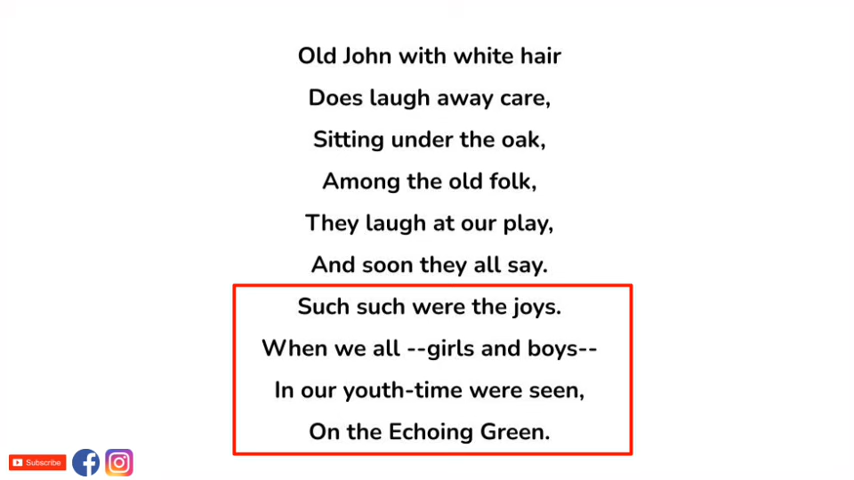 Old John with white hair
Does laugh away care,
Sitting under the oak,
Among the old folk,
They laugh at our play,
And soon they all say.
Such such were the joys.
When we all --girls and boys--
In our youth-time were seen,
On the Echoing Green.
Subscribe